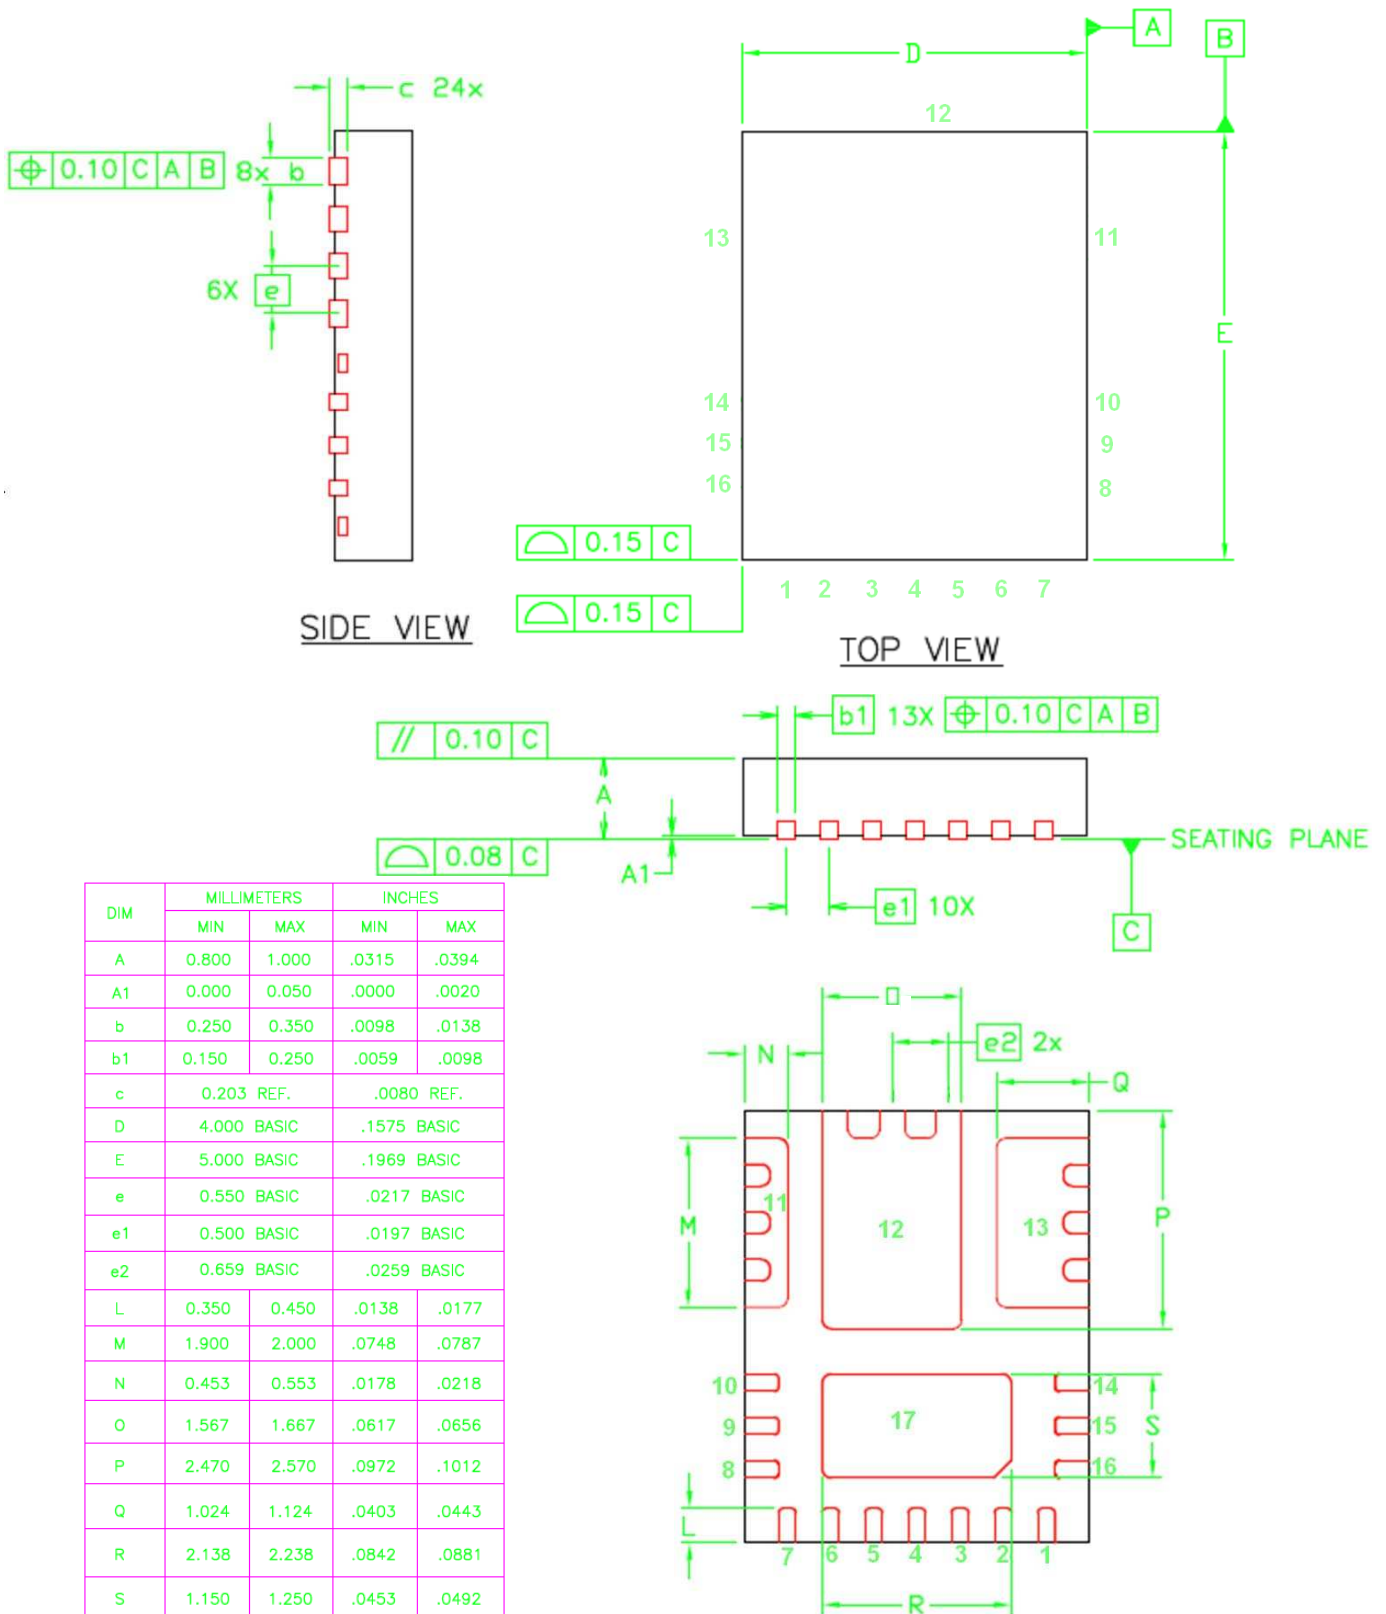 A
B
D
c 24x
12
0.10 C A B 8x b
13 11
6X e
E
14 10
15 9
16 8
0.15 C
1 2 3 4 5 6 7
0.15 C
SIDE VIEW
TOP VIEW
b1 13X 0.10 C A B
// 0.10 C
A
SEATING PLANE
0.08 C
A1
e1 10X
C
DIM MILLIMETERS INCHES
MIN MAX MIN MAX
A 0.800 1.000 .0315 .0394
A1 0.000 0.050 .0000 .0020
b 0.250 0.350 .0098 .0138
b1 0.150 0.250 .0059 .0098
c 0.203 REF. .0080 REF.
D 4.000 BASIC .1575 BASIC
E 5.000 BASIC .1969 BASIC
e 0.550 BASIC .0217 BASIC
e1 0.500 BASIC .0197 BASIC
e2 0.659 BASIC .0259 BASIC
L 0.350 0.450 .0138 .0177
M 1.900 2.000 .0748 .0787
N 0.453 0.553 .0178 .0218
O 1.567 1.667 .0617 .0656
P 2.470 2.570 .0972 .1012
Q 1.024 1.124 .0403 .0443
R 2.138 2.238 .0842 .0881
S 1.150 1.250 .0453 .0492
O
N e2 2x
Q
11
M 12 13 P
10 14
9 17 15 S
8 16
L
7 6 5 4 3 2 1
R